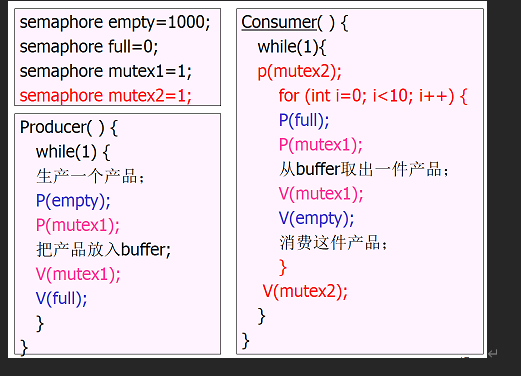 semaphore empty=1000;
semaphore full=0;
semaphore mutex1=1;
semaphore mutex2=1;
Producer( ) {
while(1) {
生产一个产品;
P(empty);
P(mutex1);
把产品放入buffer;
V(mutex1);
V(full);
}
}
Consumer( ) {
while(1){
p(mutex2);
for (int i=0; i<10; i++) {
P(full);
P(mutex1);
从buffer取出一件产品;
V(mutex1);
V(empty);
消费这件产品;
}
V(mutex2);
}
}